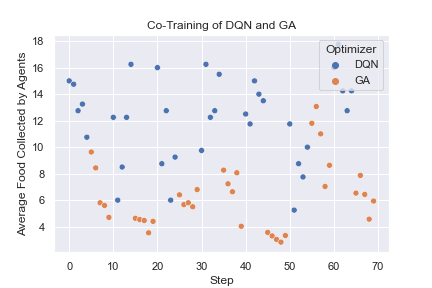 Co-Training of DQN and GA
Average Food Collected by Agents
18
16
14
12
10
8
6
4
Optimizer
DQN
GA
0
10
20
30
40
50
60
70
Step